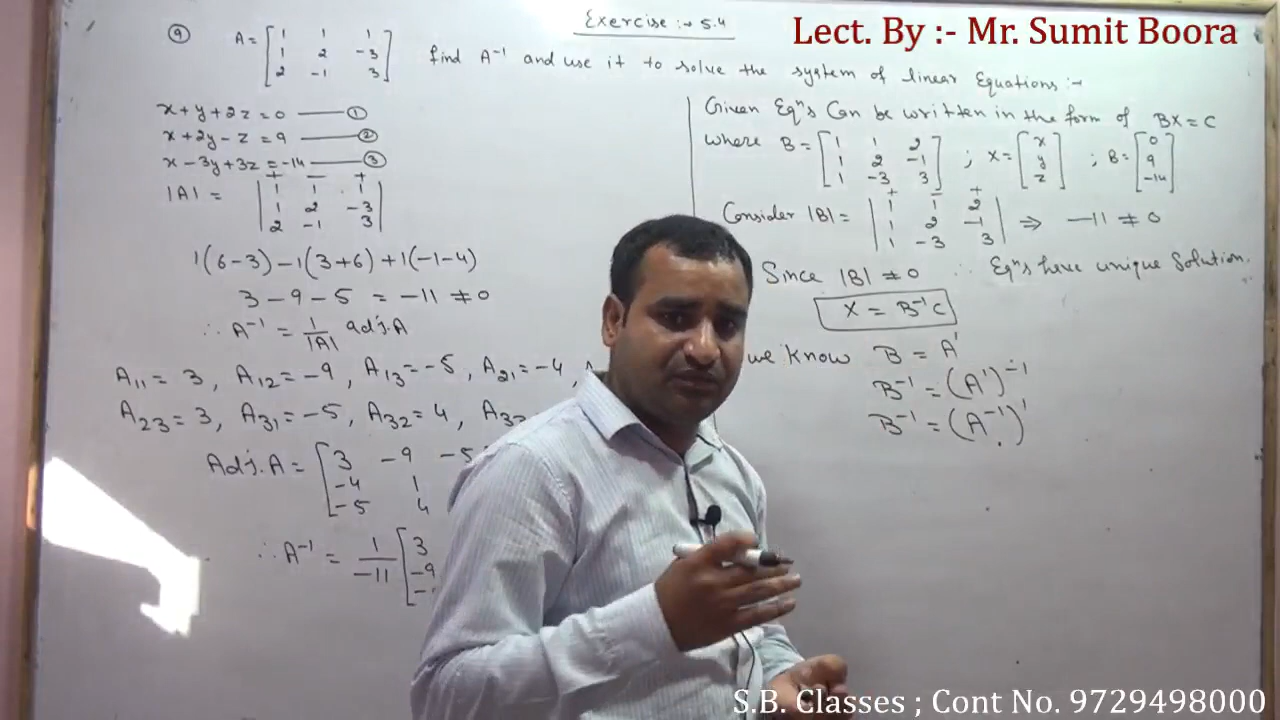 Exercise :→ 5.4
Lect. By :- Mr. Sumit Boora
⑨ A = [1 1 1
1 2 -3
2 -1 3] find A⁻¹ and use it to solve the system of linear Equations :→
x + y + 2z = 0 —— ①
x + 2y - z = 9 —— ②
x - 3y + 3z = -14 —— ③
+ - +
|A| = |1 1 1
1 2 -3
2 -1 3|
1(6-3) -1(3+6) +1(-1-4)
3 - 9 - 5 = -11 ≠ 0
∴ A⁻¹ = 1/|A| adj.A
A₁₁ = 3, A₁₂ = -9, A₁₃ = -5, A₂₁ = -4,
A₂₃ = 3, A₃₁ = -5, A₃₂ = 4, A₃₃
Adj.A = [3 -9 -5
-4 1
-5 4
∴ A⁻¹ = 1/-11 [3
-9
-
Given Eqⁿs Can be written in the form of BX = C
where B = [1 1 2
1 2 -1
1 -3 3] ; X = [x
y
z] ; B = [0
9
-14]
+ - +
Consider |B| = |1 1 2
1 2 -1
1 -3 3| ⇒ -11 ≠ 0
Since |B| ≠ 0 ∴ Eqⁿs have unique Solution.
X = B⁻¹C
we know B = A'
B⁻¹ = (A')⁻¹
B⁻¹ = (A⁻¹)'
S.B. Classes ; Cont No. 9729498000